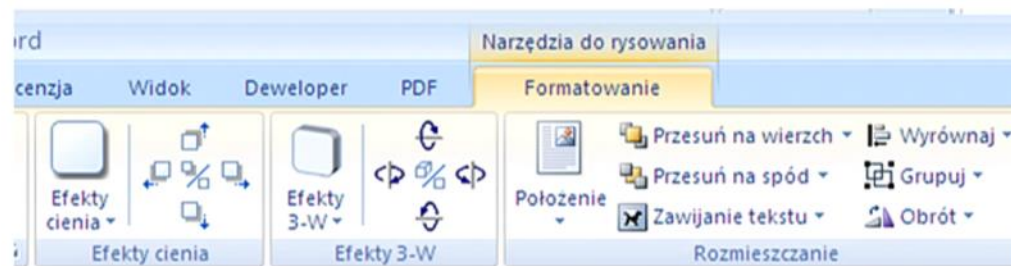 rd
Narzędzia do rysowania
cenzja Widok Deweloper PDF Formatowanie
Efekty cienia
Efekty 3-W
Położenie
Przesuń na wierzch
Przesuń na spód
Zawijanie tekstu
Wyrównaj
Grupuj
Obrót
Efekty cienia Efekty 3-W Rozmieszczanie